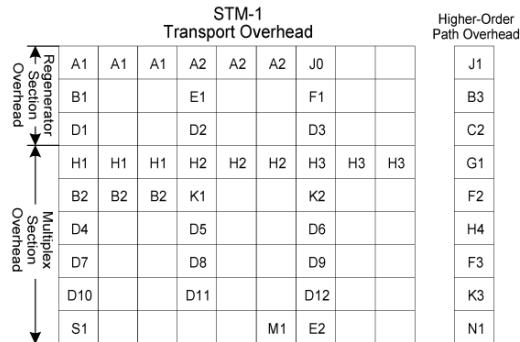 STM-1
Transport Overhead
Higher-Order
Path Overhead
Regenerator
Section
Overhead
A1 A1 A1 A2 A2 A2 J0
J1
B1 E1 F1
B3
D1 D2 D3
C2
Multiplex
Section
Overhead
H1 H1 H1 H2 H2 H2 H3 H3 H3
G1
B2 B2 B2 K1 K2
F2
D4 D5 D6
H4
D7 D8 D9
F3
D10 D11 D12
K3
S1 M1 E2
N1